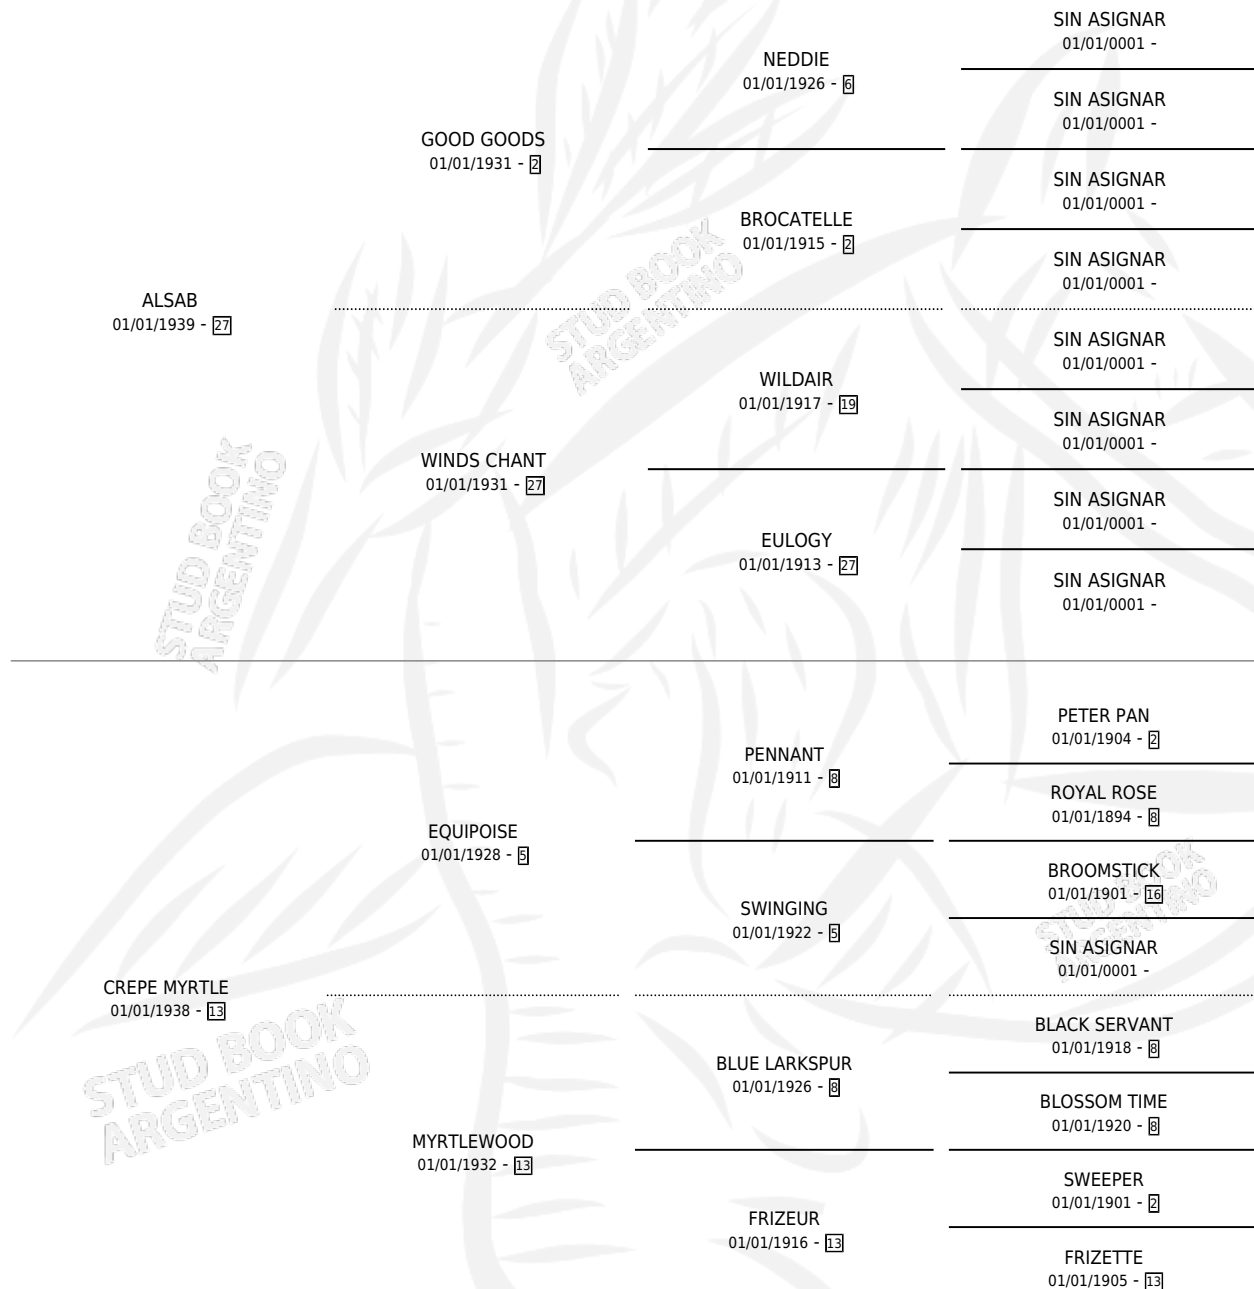 SIN ASIGNAR
01/01/0001 -
NEDDIE
01/01/1926 - 6
SIN ASIGNAR
01/01/0001 -
GOOD GOODS
01/01/1931 - 2
SIN ASIGNAR
01/01/0001 -
BROCATELLE
01/01/1915 - 2
SIN ASIGNAR
01/01/0001 -
ALSAB
01/01/1939 - 27
STUD BOOK
ARGENTINO
SIN ASIGNAR
01/01/0001 -
WILDAIR
01/01/1917 - 19
SIN ASIGNAR
01/01/0001 -
WINDS CHANT
01/01/1931 - 27
SIN ASIGNAR
01/01/0001 -
EULOGY
01/01/1913 - 27
SIN ASIGNAR
01/01/0001 -
STUD BOOK
ARGENTINO
PETER PAN
01/01/1904 - 2
PENNANT
01/01/1911 - 8
ROYAL ROSE
01/01/1894 - 8
EQUIPOISE
01/01/1928 - 5
BROOMSTICK
01/01/1901 - 16
STUD BOOK
ARGENTINO
SWINGING
01/01/1922 - 5
SIN ASIGNAR
01/01/0001 -
CREPE MYRTLE
01/01/1938 - 13
STUD BOOK
ARGENTINO
BLACK SERVANT
01/01/1918 - 8
BLUE LARKSPUR
01/01/1926 - 8
BLOSSOM TIME
01/01/1920 - 8
MYRTLEWOOD
01/01/1932 - 13
SWEEPER
01/01/1901 - 2
FRIZEUR
01/01/1916 - 13
FRIZETTE
01/01/1905 - 13